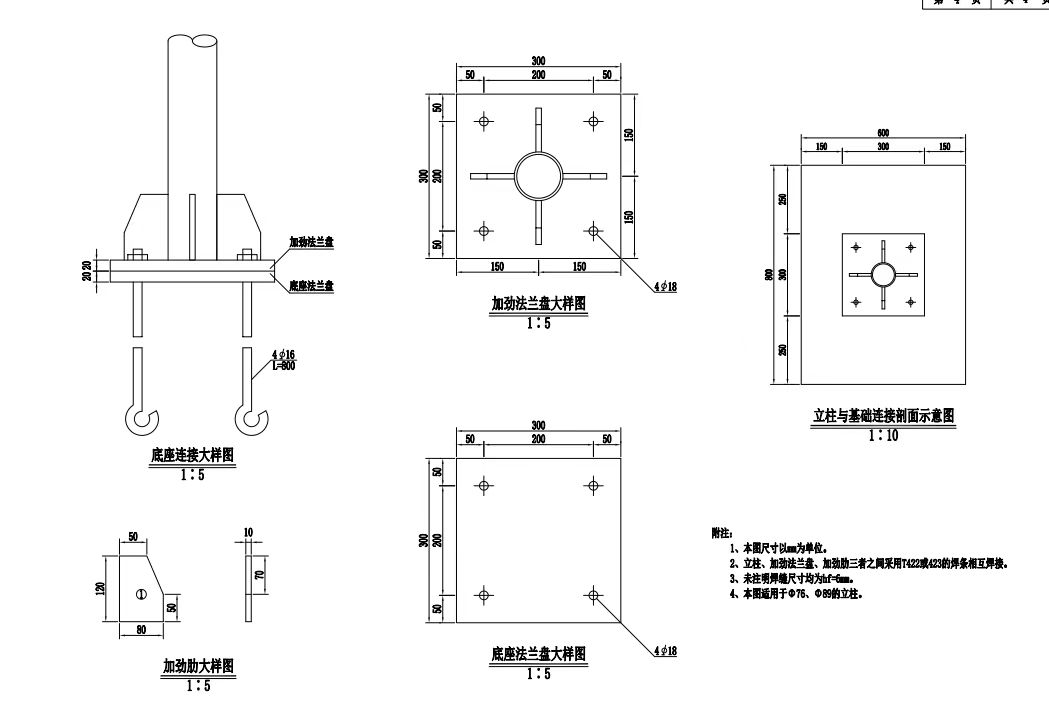 第 4 页 共 4 页
20 20
加劲法兰盘
底座法兰盘
4φ16
L=800
底座连接大样图
1:5
300
50 200 50
50
300 200
50
150
150
150 150
4φ18
加劲法兰盘大样图
1:5
600
150 300 150
250
800 300
250
立柱与基础连接剖面示意图
1:10
50
120
①
50
80
10
70
加劲肋大样图
1:5
300
50 200 50
50
300 200
50
4φ18
底座法兰盘大样图
1:5
附注:
1、本图尺寸以mm为单位。
2、立柱、加劲法兰盘、加劲肋三者之间采用T422或423的焊条相互焊接。
3、未注明焊缝尺寸均为hf=6mm。
4、本图适用于Φ76、Φ89的立柱。